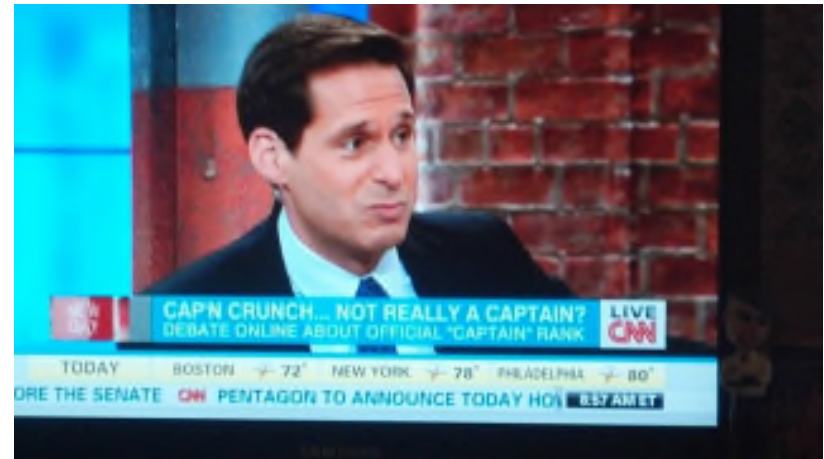 NEW DAY
CAP'N CRUNCH... NOT REALLY A CAPTAIN?
DEBATE ONLINE ABOUT OFFICIAL "CAPTAIN" RANK
LIVE
CNN
TODAY BOSTON 72° NEW YORK 78° PHILADELPHIA 80°
ORE THE SENATE CNN PENTAGON TO ANNOUNCE TODAY HOW 8:57 AM ET